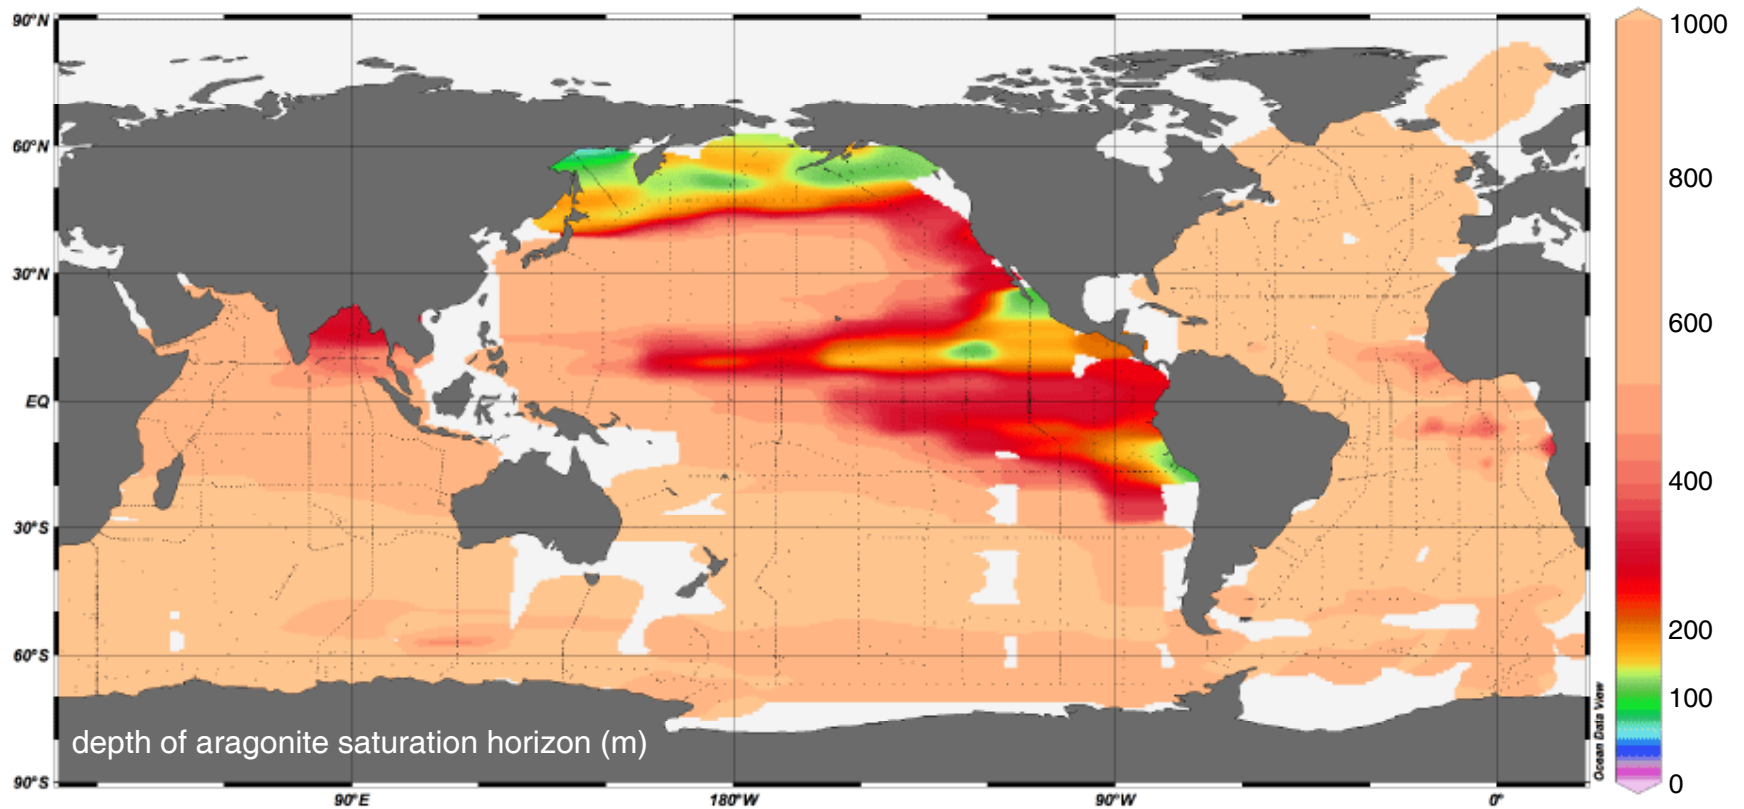 90°N
60°N
30°N
EQ
30°S
60°S
90°S
90°E
180°W
90°W
0°
depth of aragonite saturation horizon (m)
Ocean Data View
1000
800
600
400
200
100
0